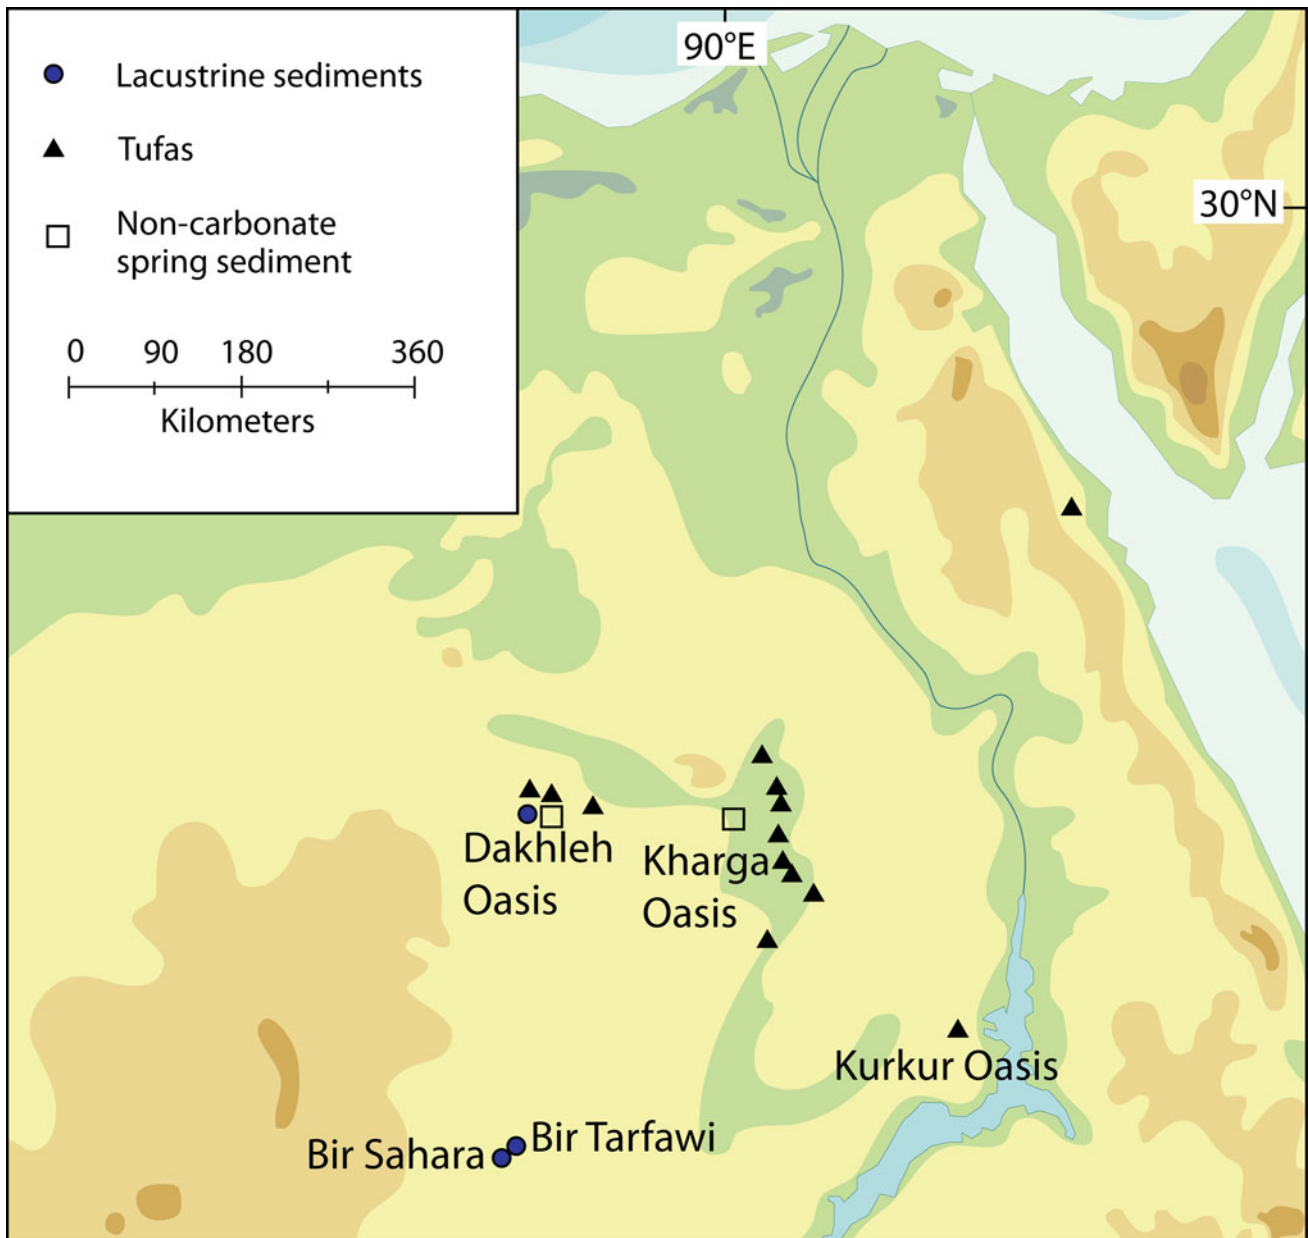 Lacustrine sediments
Tufas
Non-carbonate
spring sediment
0 90 180 360
Kilometers
90°E
30°N
Dakhleh
Oasis
Kharga
Oasis
Kurkur Oasis
Bir Tarfawi
Bir Sahara